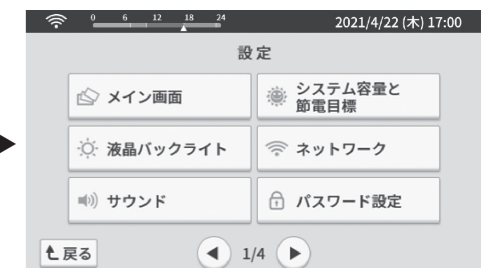 0 6 12 18 24
2021/4/22 (木) 17:00
設定
メイン画面
システム容量と
節電目標
液晶バックライト
ネットワーク
サウンド
パスワード設定
戻る
1/4